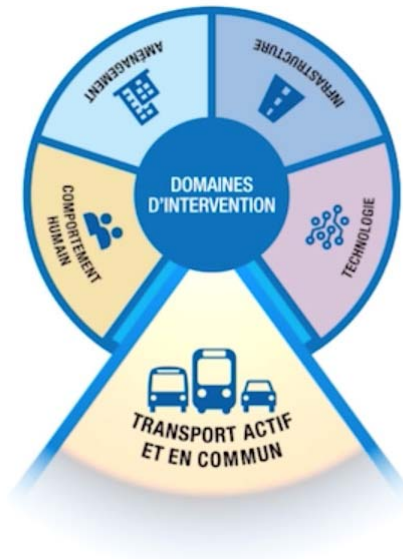 AMÉNAGEMENT
INFRASTRUCTURE
DOMAINES
D'INTERVENTION
COMPORTEMENT
HUMAIN
TECHNOLOGIE
TRANSPORT ACTIF
ET EN COMMUN